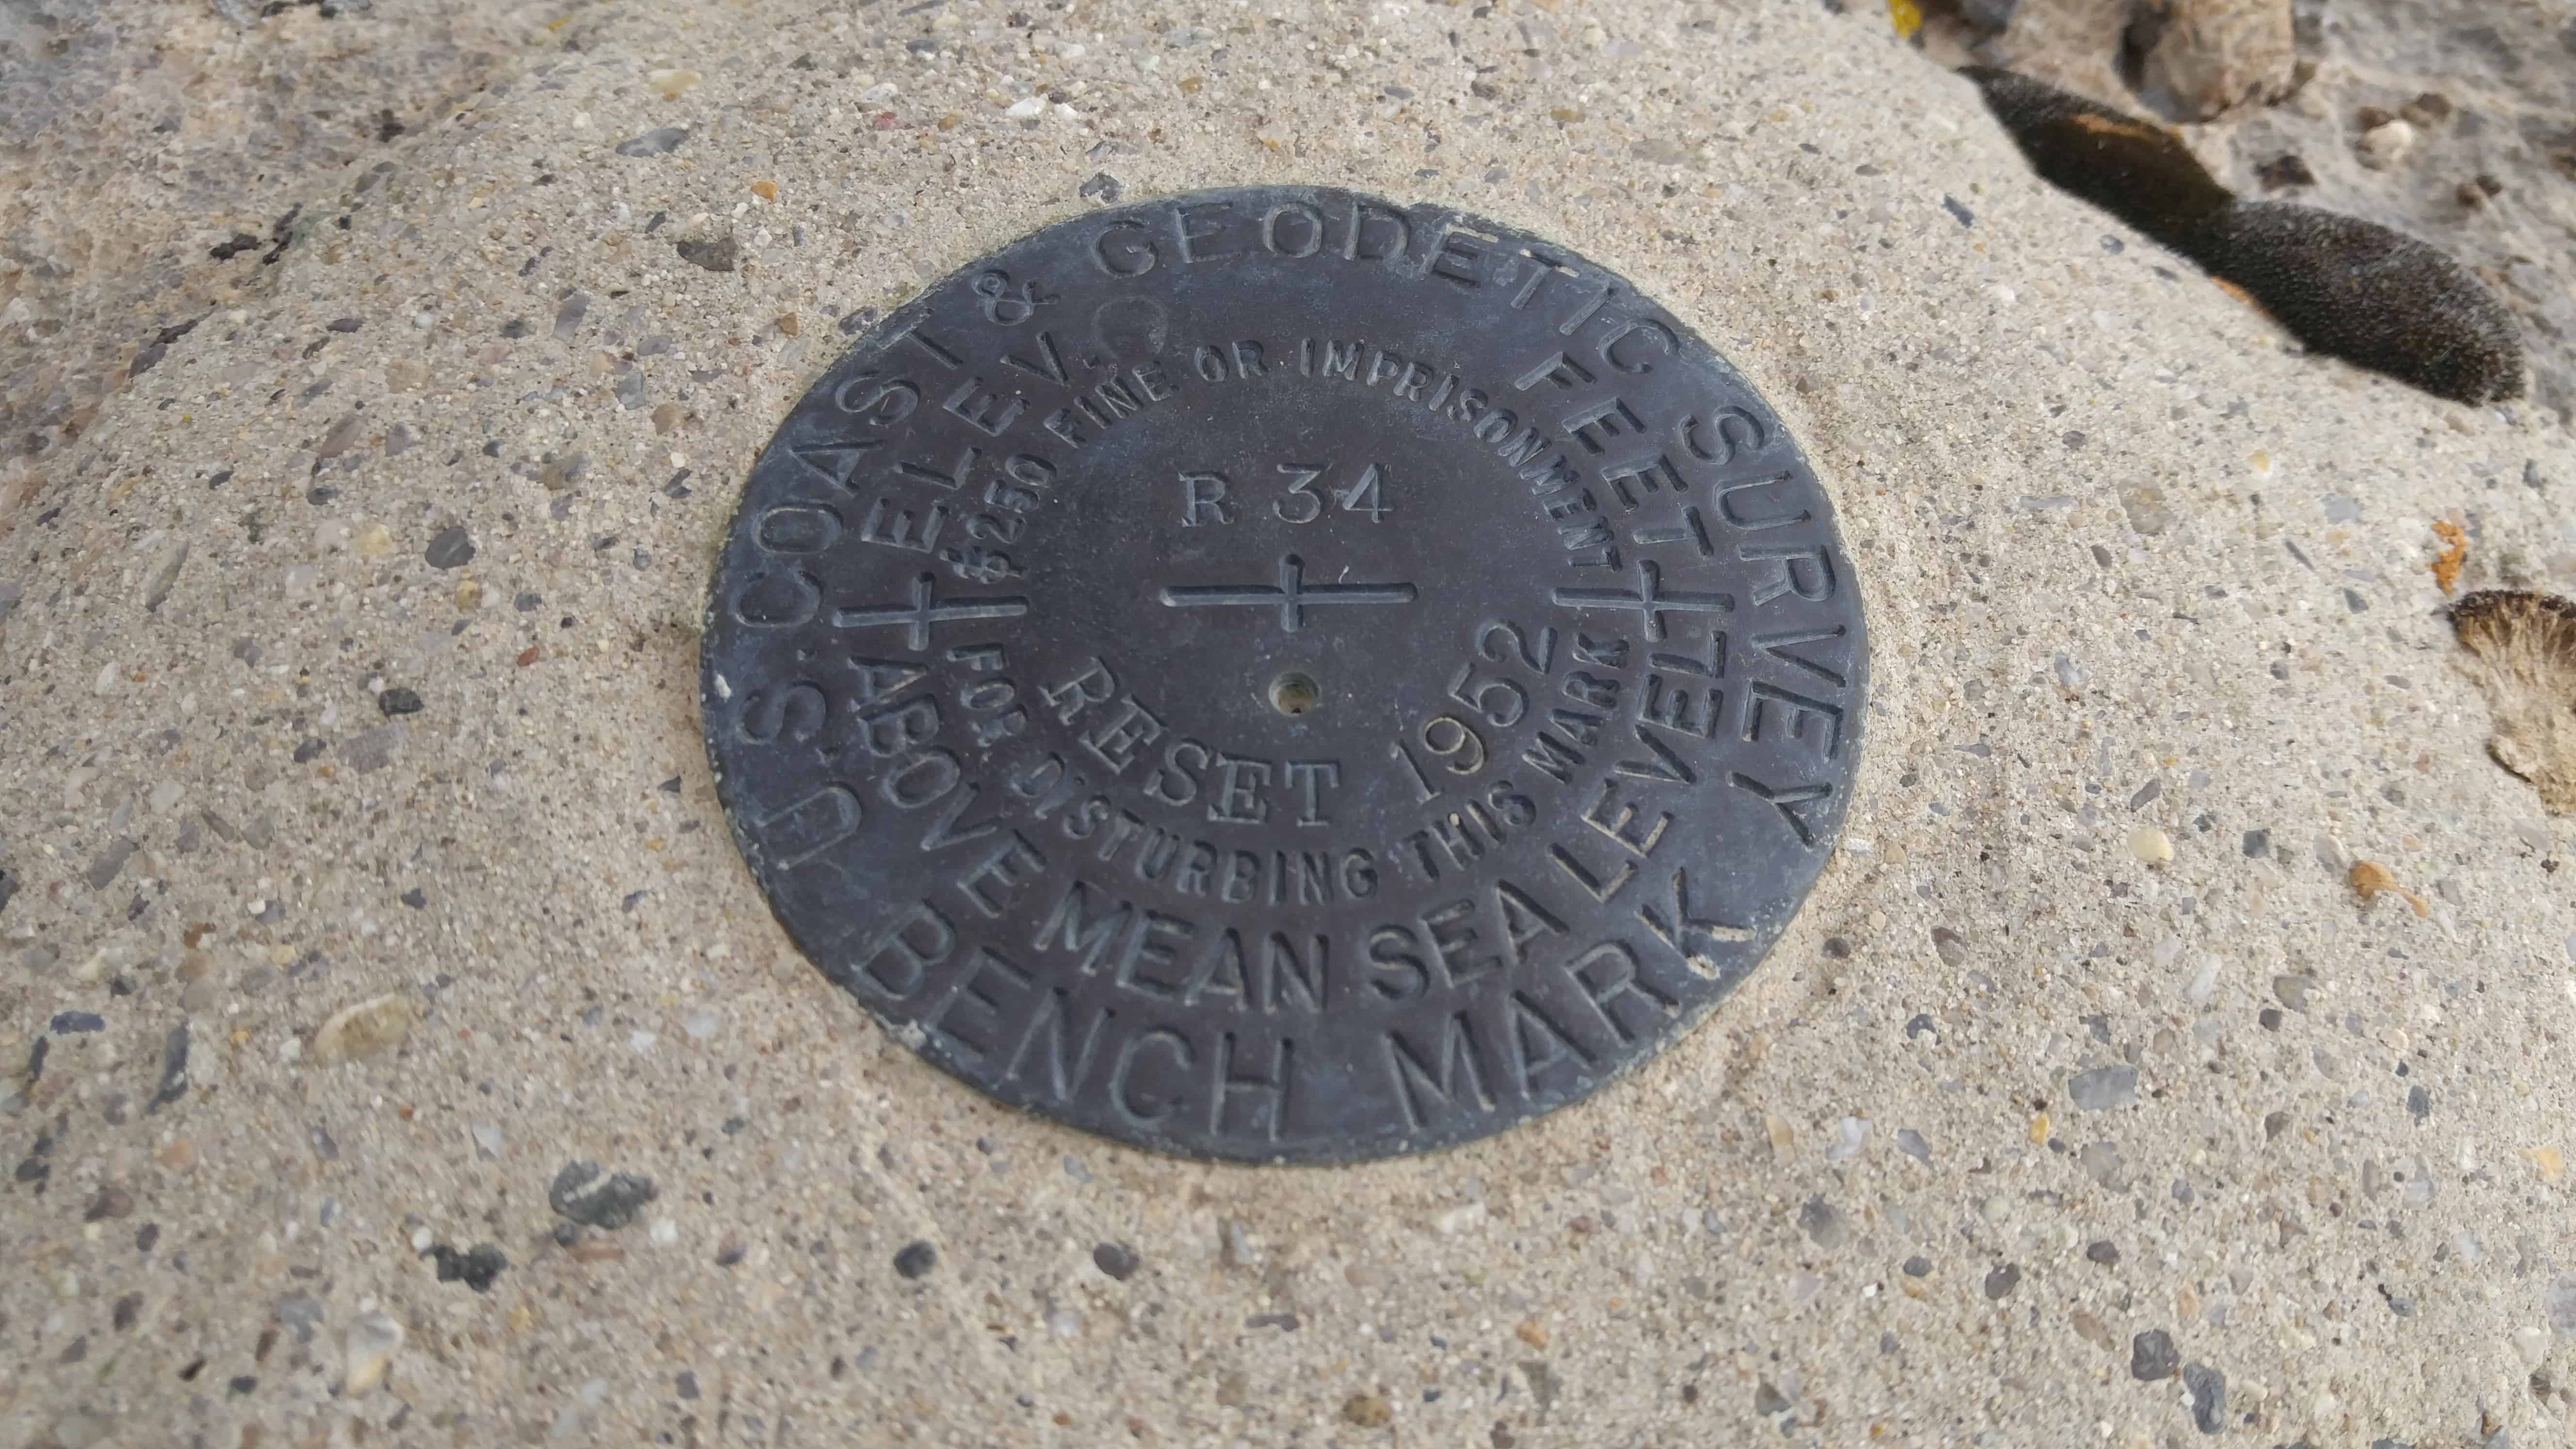 U.S. COAST & GEODETIC SURVEY
ELEV. FEET
$250 FINE OR IMPRISONMENT
R 34
RESET 1952
FOR DISTURBING THIS MARK
ABOVE MEAN SEA LEVEL
BENCH MARK